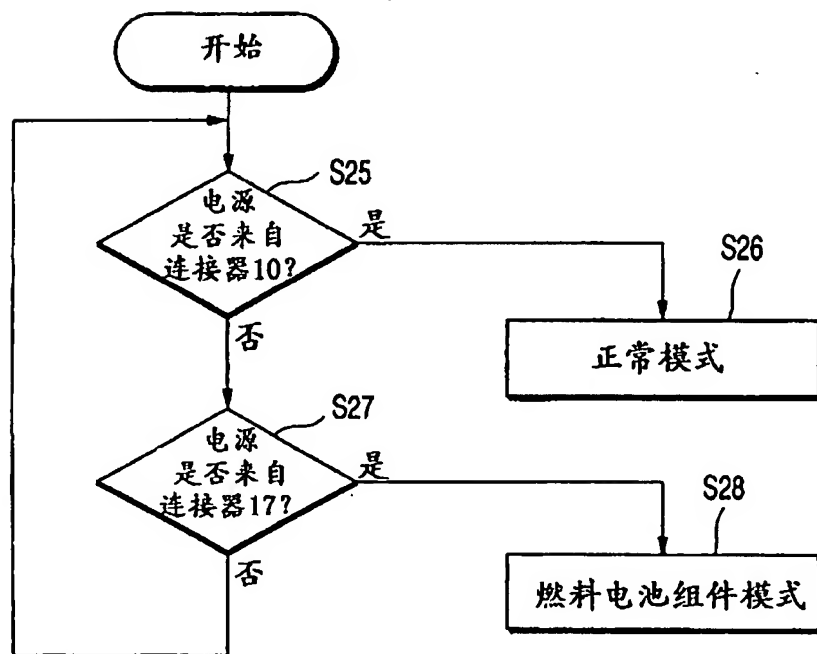 开始
S25
电源
是否来自
连接器10?
是
S26
正常模式
否
S27
电源
是否来自
连接器17?
是
S28
燃料电池组件模式
否